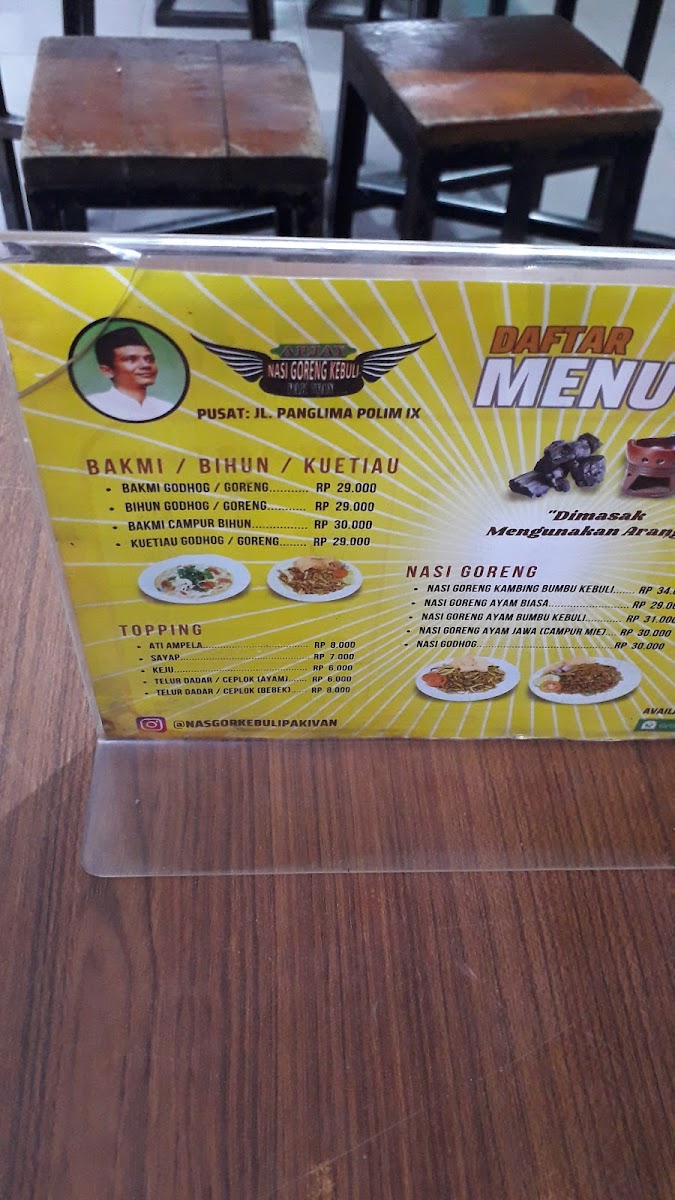 NASI GORENG KEBULI
PUSAT: JL. PANGLIMA POLIM IX
DAFTAR
MENU
"Dimasak
Mengunakan Arang
BAKMI / BIHUN / KUETIAU
• BAKMI GODHOG / GORENG........... RP 29.000
• BIHUN GODHOG / GORENG........... RP 29.000
• BAKMI CAMPUR BIHUN............... RP 30.000
• KUETIAU GODHOG / GORENG........ RP 29.000
TOPPING
• ATI AMPELA................................ RP 8.000
• SAYAP....................................... RP 7.000
• KEJU......................................... RP 6.000
• TELUR DADAR / CEPLOK (AYAM)...... RP 6.000
• TELUR DADAR / CEPLOK (BEBEK)..... RP 8.000
@NASGORKEBULIPAKIVAN
NASI GORENG
• NASI GORENG KAMBING BUMBU KEBULI....... RP 34.0
• NASI GORENG AYAM BIASA......................... RP 29.00
• NASI GORENG AYAM BUMBU KEBULI............ RP 31.000
• NASI GORENG AYAM JAWA (CAMPUR MIE)... RP 30.000
• NASI GODHOG.......................................... RP 30.000
AVAIL